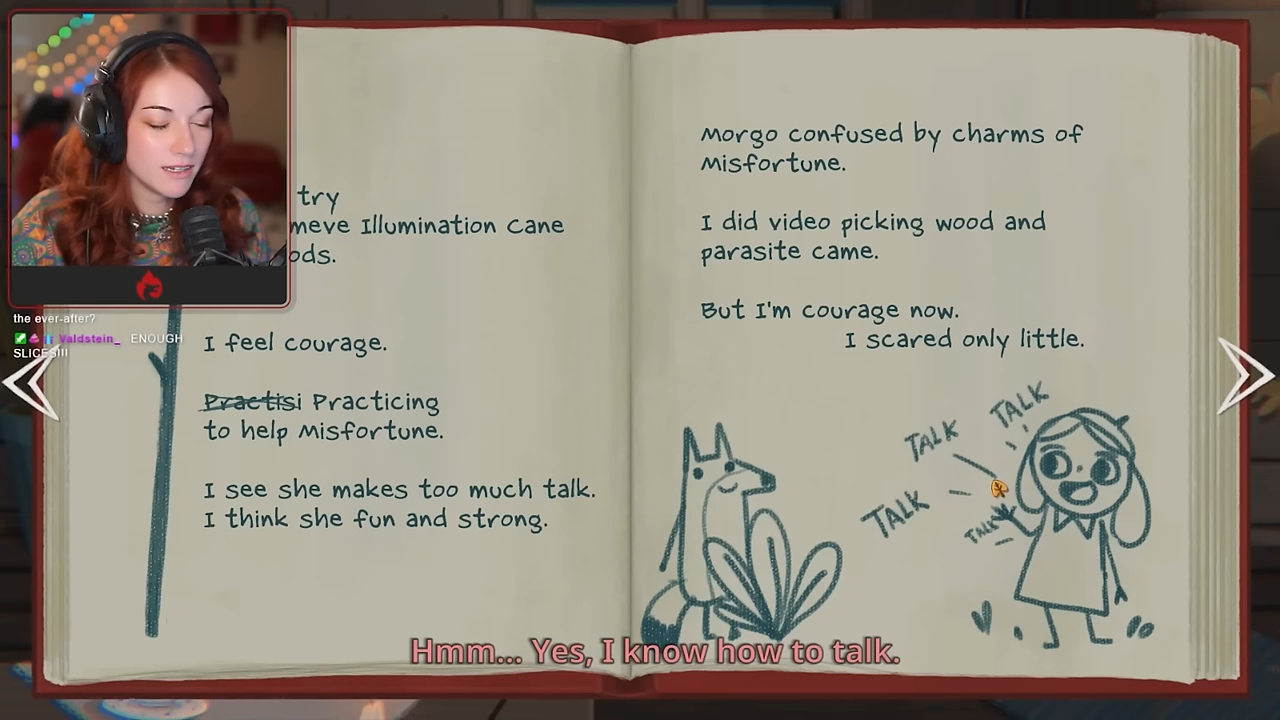 the ever-after?
Valdstein_ ENOUGH
SLICES!!!
try
meve Illumination Cane
ods.
I feel courage.
Practisi Practicing
to help Misfortune.
I see she makes too much talk.
I think she fun and strong.
Morgo confused by charms of
Misfortune.
I did video picking wood and
parasite came.
But I'm courage now.
I scared only little.
TALK
TALK
TALK
TALK
Hmm... Yes, I know how to talk.